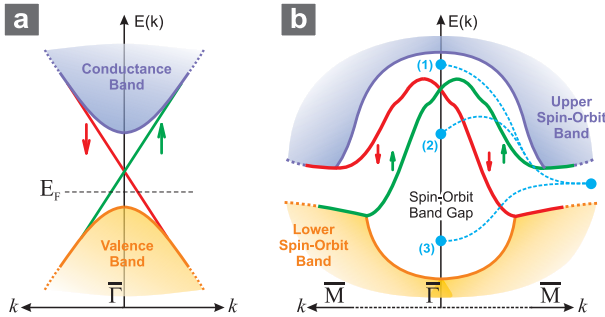 a
E(k)
Conductance
Band
E_F
Valence
Band
Γ̅
k
k
b
E(k)
(1)
Upper
Spin-Orbit
Band
(2)
Spin-Orbit
Band Gap
Lower
Spin-Orbit
Band
(3)
k
M̅
Γ̅
M̅
k